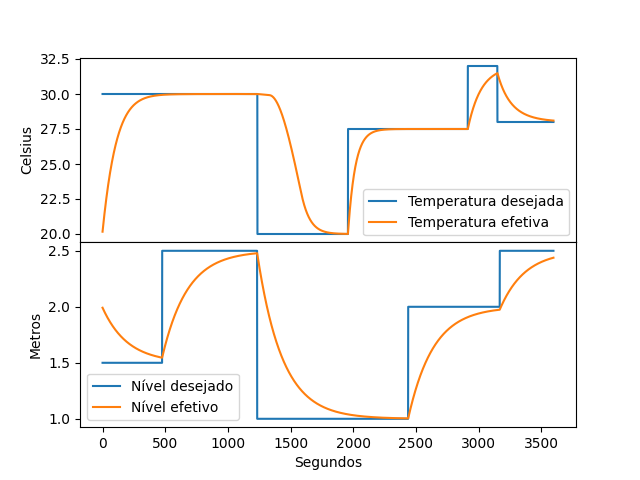 32.5
30.0
27.5
25.0
22.5
20.0
Celsius
Temperatura desejada
Temperatura efetiva
2.5
2.0
1.5
1.0
Metros
Nível desejado
Nível efetivo
0 500 1000 1500 2000 2500 3000 3500
Segundos